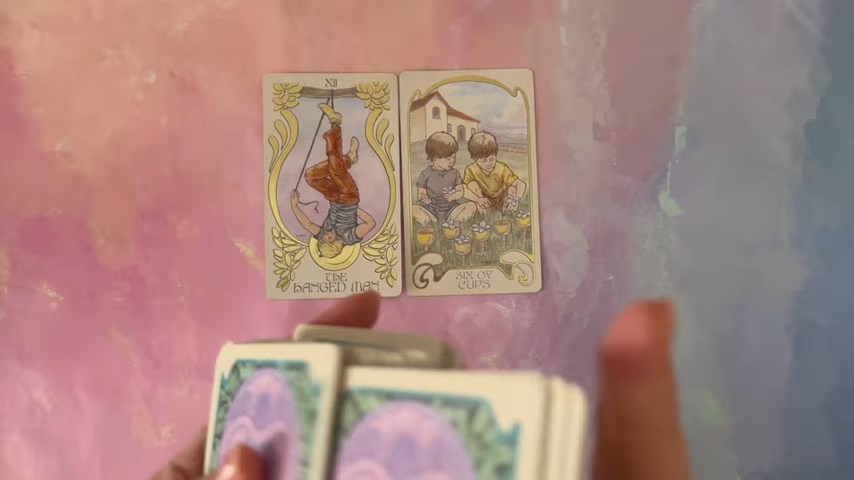 XII
THE
HANGED MAN
SIX OF
CUPS